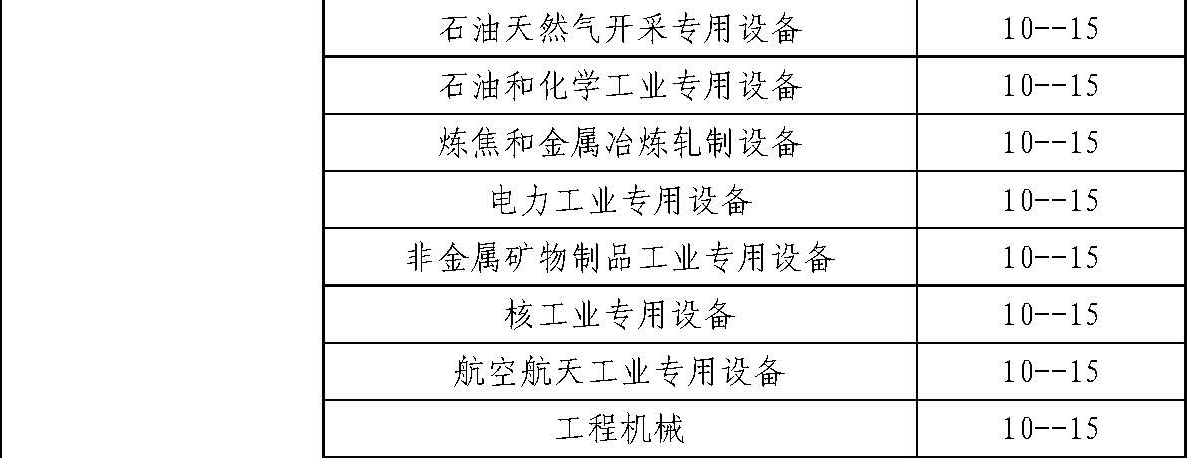 石油天然气开采专用设备 10--15
石油和化学工业专用设备 10--15
炼焦和金属冶炼轧制设备 10--15
电力工业专用设备 10--15
非金属矿物制品工业专用设备 10--15
核工业专用设备 10--15
航空航天工业专用设备 10--15
工程机械 10--15